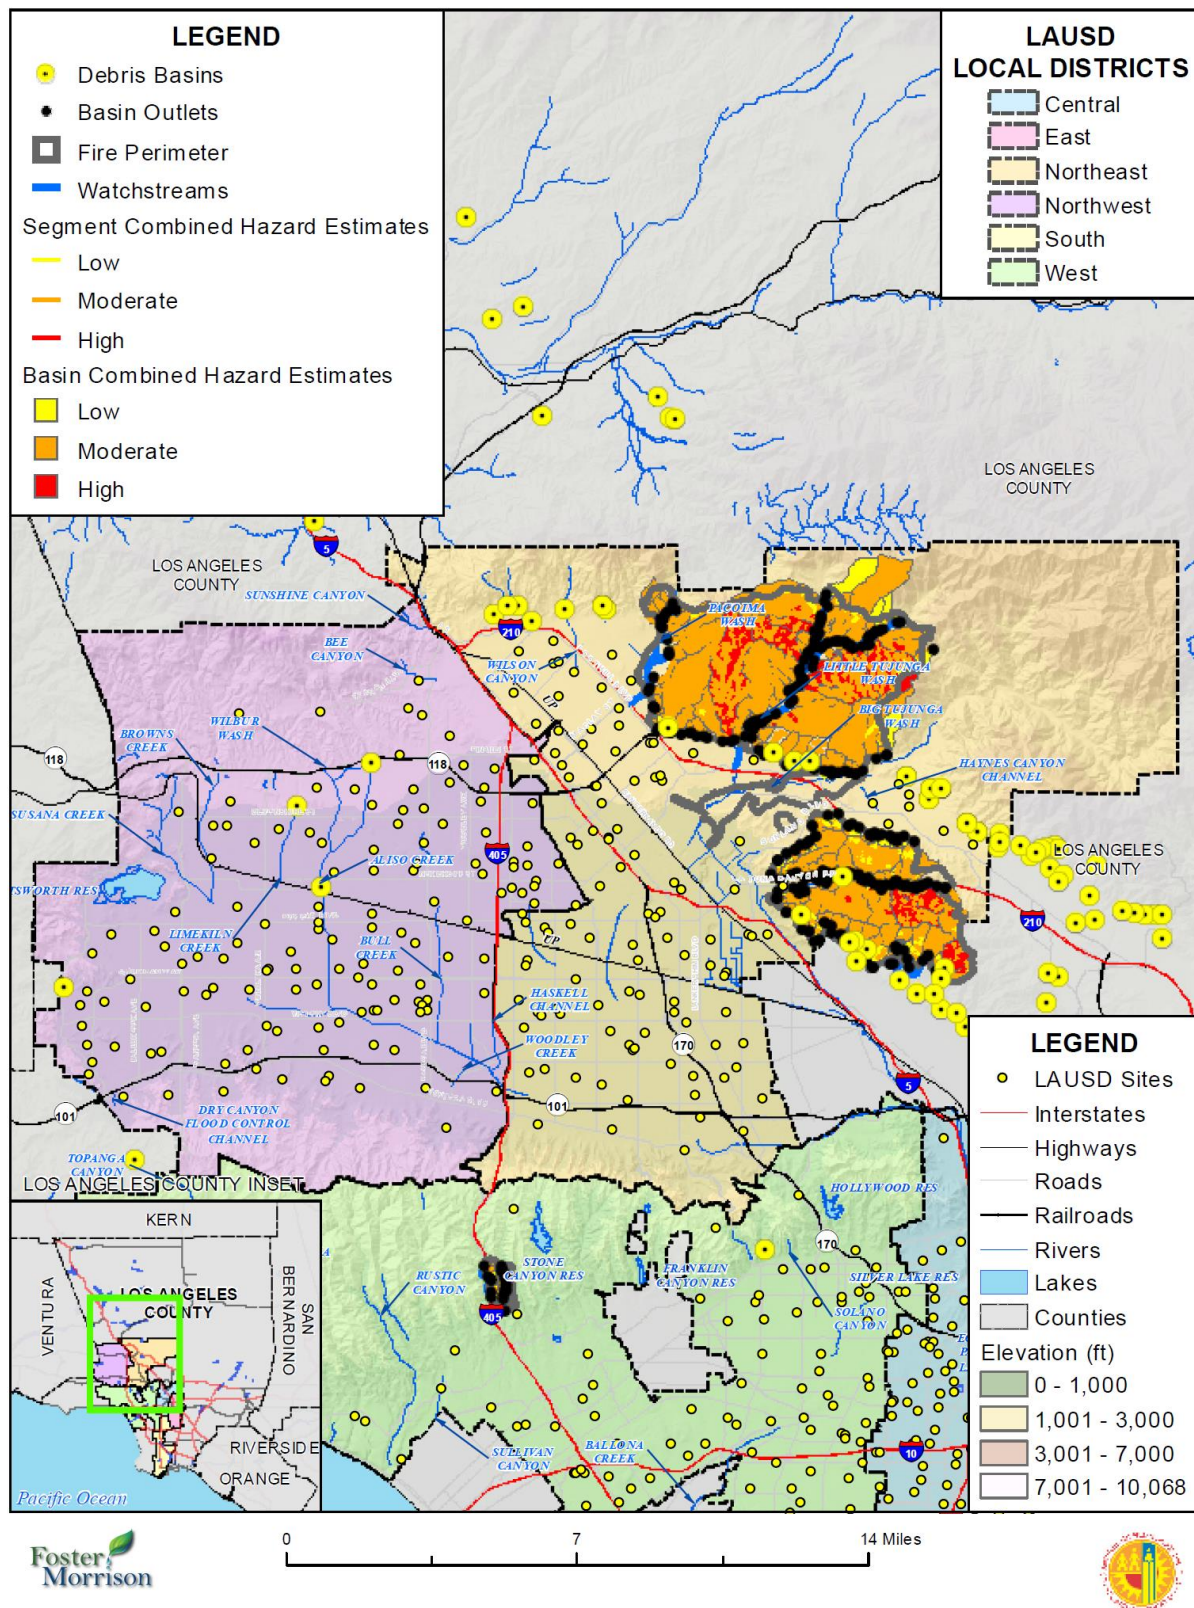 LEGEND
Debris Basins
Basin Outlets
Fire Perimeter
Watchstreams
Segment Combined Hazard Estimates
Low
Moderate
High
Basin Combined Hazard Estimates
Low
Moderate
High
LAUSD
LOCAL DISTRICTS
Central
East
Northeast
Northwest
South
West
LOS ANGELES
COUNTY
5
LOS ANGELES
COUNTY
SUNSHINE CANYON
210
BEE
CANYON
WILSON
CANYON
PACOIMA
WASH
LITTLE TUJUNGA
WASH
BIG TUJUNGA
WASH
UP
WILBUR
WASH
BROWNS
CREEK
118
118
HAYNES CANYON
CHANNEL
SUSANA CREEK
ALISO CREEK
405
LOS ANGELES
COUNTY
TSWORTH RES
LIMEKILN
CREEK
BULL
CREEK
UP
210
HASKELL
CHANNEL
WOODLEY
CREEK
170
5
101
101
DRY CANYON
FLOOD CONTROL
CHANNEL
TOPANGA
CANYON
HOLLYWOOD RES
170
STONE
CANYON RES
FRANKLIN
CANYON RES
SILVER LAKE RES
RUSTIC
CANYON
405
SOLANO
CANYON
SULLIVAN
CANYON
BALLONA
CREEK
10
LEGEND
LAUSD Sites
Interstates
Highways
Roads
Railroads
Rivers
Lakes
Counties
Elevation (ft)
0 - 1,000
1,001 - 3,000
3,001 - 7,000
7,001 - 10,068
LOS ANGELES COUNTY INSET
KERN
VENTURA
LOS ANGELES
COUNTY
SAN
BERNARDINO
RIVERSIDE
ORANGE
Pacific Ocean
Foster
Morrison
0 7 14 Miles